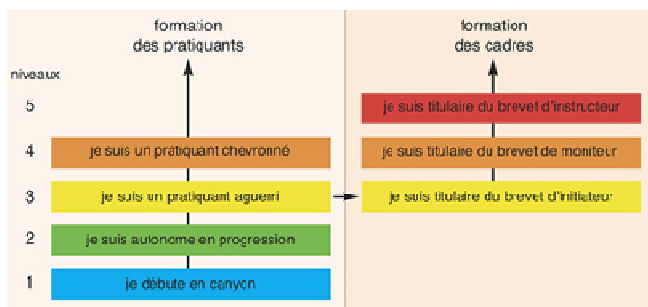 formation
des pratiquants
formation
des cadres
niveaux
5
je suis titulaire du brevet d'instructeur
4
je suis un pratiquant chevronné
je suis titulaire du brevet de moniteur
3
je suis un pratiquant aguerri
je suis titulaire du brevet d'initiateur
2
je suis autonome en progression
1
je débute en canyon